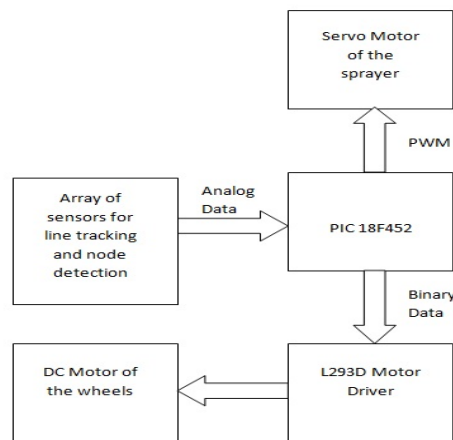 Servo Motor
of the
sprayer
PWM
Array of
sensors for
line tracking
and node
detection
Analog
Data
PIC 18F452
Binary
Data
DC Motor of
the wheels
L293D Motor
Driver